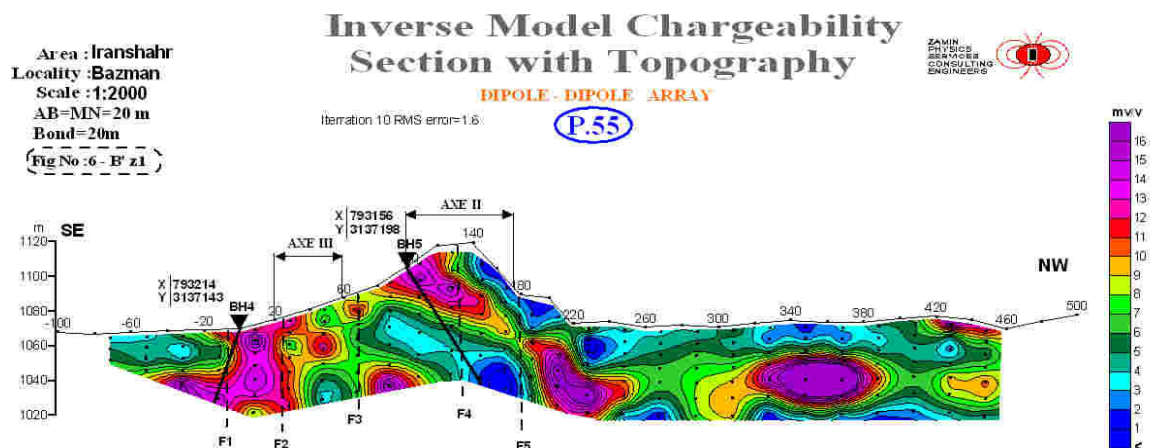 Inverse Model Chargeability
Section with Topography
DIPOLE - DIPOLE ARRAY
Iterration 10 RMS error=1.6
P.55
Area : Iranshahr
Locality :Bazman
Scale :1:2000
AB=MN=20 m
Bond=20m
Fig No :6 - B' z1
ZAMIN
PHYSICS
SERVICES
CONSULTING
ENGINEERS
mv/v
16
15
14
13
12
11
10
9
8
7
6
5
4
3
2
1
<
m
SE
NW
1120
1100
1080
1060
1040
1020
X 793214
Y 3137143
BH4
AXE III
X 793156
Y 3137198
BH5
AXE II
-100
-60
-20
20
60
140
180
220
260
300
340
380
420
460
500
F1
F2
F3
F4
F5